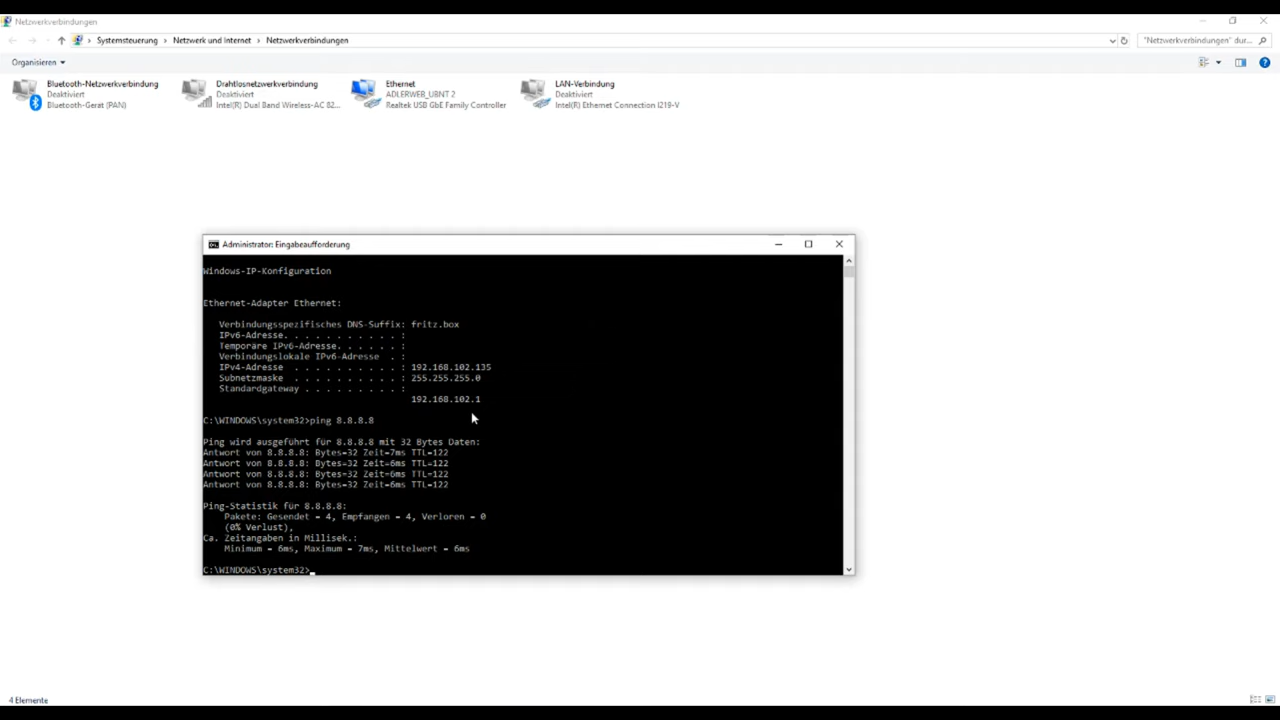 Netzwerkverbindungen
Systemsteuerung
Netzwerk und Internet
Netzwerkverbindungen
"Netzwerkverbindungen" dur...
Organisieren
Bluetooth-Netzwerkverbindung
Deaktiviert
Bluetooth-Gerät (PAN)
Drahtlosnetzwerkverbindung
Deaktiviert
Intel(R) Dual Band Wireless-AC 82...
Ethernet
ADLERWEB_UBNT 2
Realtek USB GbE Family Controller
LAN-Verbindung
Deaktiviert
Intel(R) Ethernet Connection I219-V
Administrator: Eingabeaufforderung
Windows-IP-Konfiguration
Ethernet-Adapter Ethernet:
Verbindungsspezifisches DNS-Suffix: fritz.box
IPv6-Adresse. . . . . . . . . . . :
Temporäre IPv6-Adresse. . . . . . :
Verbindungslokale IPv6-Adresse  . :
IPv4-Adresse  . . . . . . . . . . : 192.168.102.135
Subnetzmaske  . . . . . . . . . . : 255.255.255.0
Standardgateway . . . . . . . . . :
192.168.102.1
C:\WINDOWS\system32>ping 8.8.8.8
Ping wird ausgeführt für 8.8.8.8 mit 32 Bytes Daten:
Antwort von 8.8.8.8: Bytes=32 Zeit=7ms TTL=122
Antwort von 8.8.8.8: Bytes=32 Zeit=6ms TTL=122
Antwort von 8.8.8.8: Bytes=32 Zeit=6ms TTL=122
Antwort von 8.8.8.8: Bytes=32 Zeit=6ms TTL=122
Ping-Statistik für 8.8.8.8:
Pakete: Gesendet = 4, Empfangen = 4, Verloren = 0
(0% Verlust),
Ca. Zeitangaben in Millisek.:
Minimum = 6ms, Maximum = 7ms, Mittelwert = 6ms
C:\WINDOWS\system32>
4 Elemente